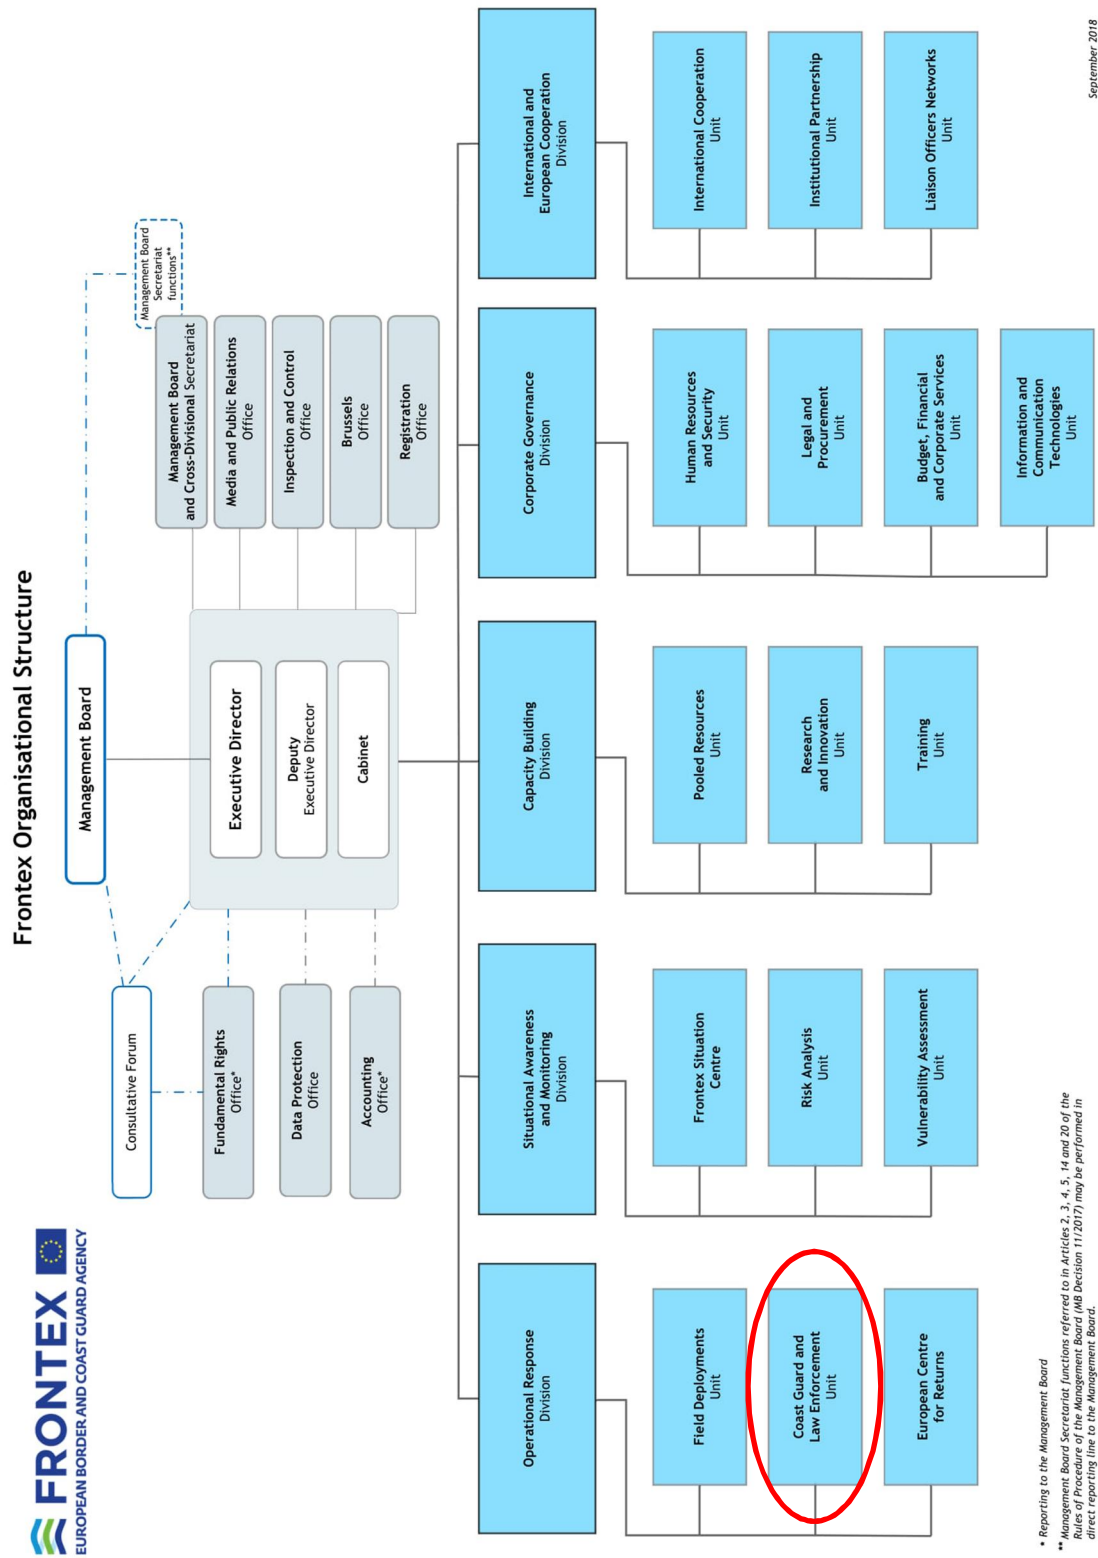 FRONTEX
EUROPEAN BORDER AND COAST GUARD AGENCY
Frontex Organisational Structure
Management Board
Consultative Forum
Management Board
Secretariat
functions**
Executive Director
Deputy
Executive Director
Cabinet
Fundamental Rights
Office*
Data Protection
Office
Accounting
Office*
Management Board
and Cross-Divisional Secretariat
Media and Public Relations
Office
Inspection and Control
Office
Brussels
Office
Registration
Office
Operational Response
Division
Field Deployments
Unit
Coast Guard and
Law Enforcement
Unit
European Centre
for Returns
Situational Awareness
and Monitoring
Division
Frontex Situation
Centre
Risk Analysis
Unit
Vulnerability Assessment
Unit
Capacity Building
Division
Pooled Resources
Unit
Research
and Innovation
Unit
Training
Unit
Corporate Governance
Division
Human Resources
and Security
Unit
Legal and
Procurement
Unit
Budget, Financial
and Corporate Services
Unit
Information and
Communication
Technologies
Unit
International and
European Cooperation
Division
International Cooperation
Unit
Institutional Partnership
Unit
Liaison Officers Networks
Unit
* Reporting to the Management Board
** Management Board Secretariat functions referred to in Articles 2, 3, 4, 5, 14 and 20 of the
Rules of Procedure of the Management Board (MB Decision 11/2017) may be performed in
direct reporting line to the Management Board.
September 2018